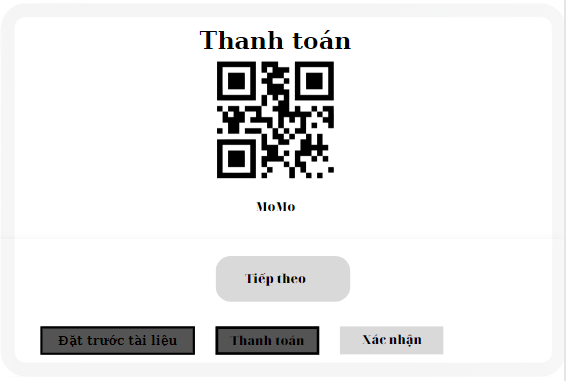 Thanh toán
MoMo
Tiếp theo
Đặt trước tài liệu
Thanh toán
Xác nhận